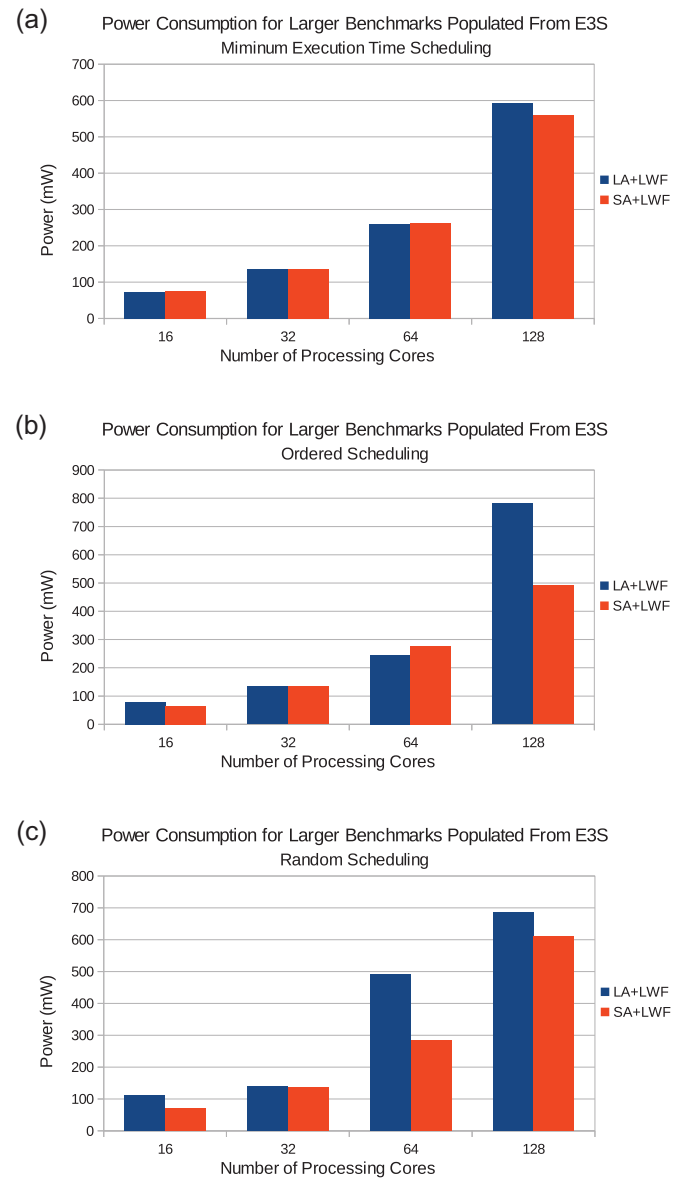 (a)
Power Consumption for Larger Benchmarks Populated From E3S
Miminum Execution Time Scheduling
700
600
500
400
300
200
100
0
Power (mW)
16 32 64 128
Number of Processing Cores
LA+LWF
SA+LWF
(b)
Power Consumption for Larger Benchmarks Populated From E3S
Ordered Scheduling
900
800
700
600
500
400
300
200
100
0
Power (mW)
16 32 64 128
Number of Processing Cores
LA+LWF
SA+LWF
(c)
Power Consumption for Larger Benchmarks Populated From E3S
Random Scheduling
800
700
600
500
400
300
200
100
0
Power (mW)
16 32 64 128
Number of Processing Cores
LA+LWF
SA+LWF